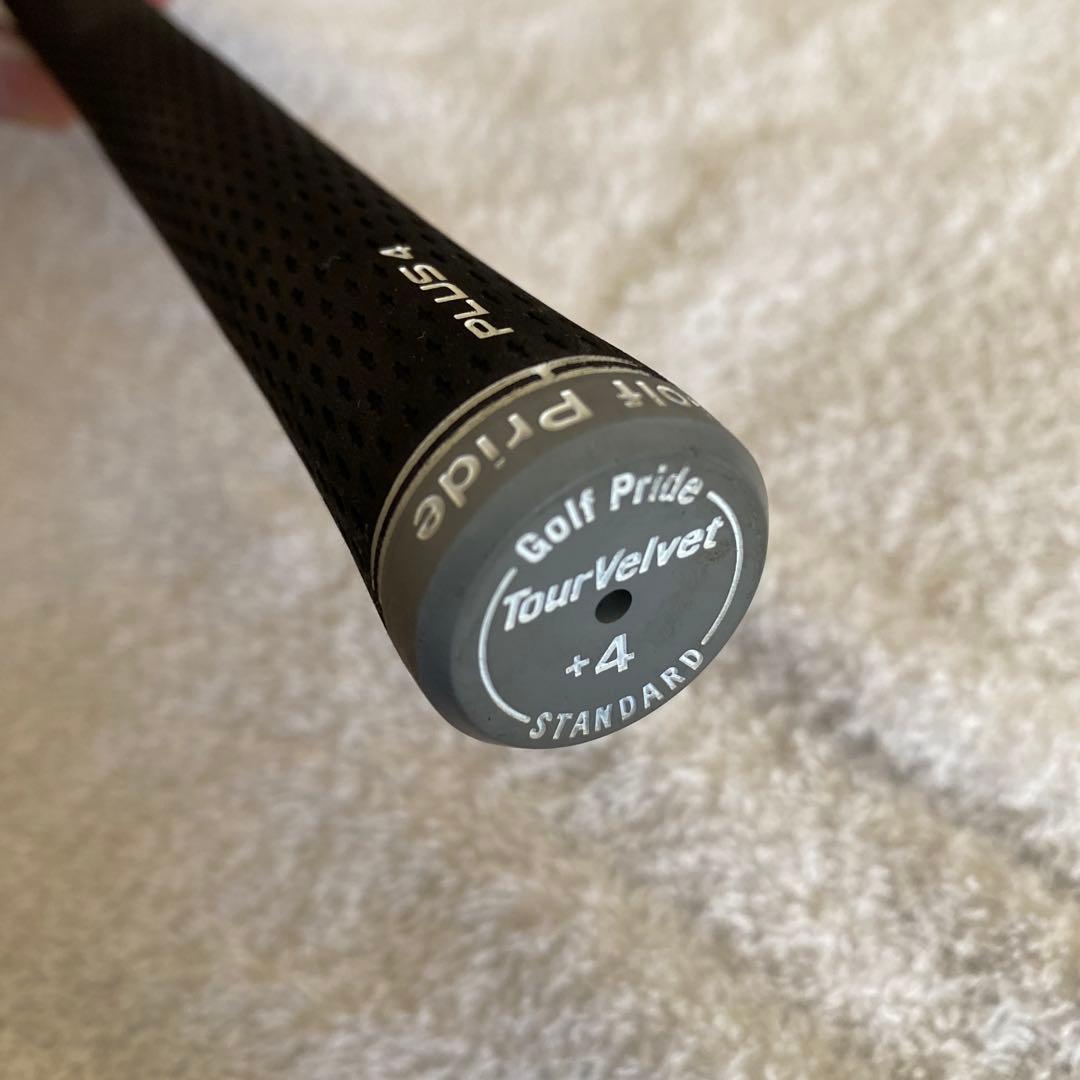 PLUS 4
Golf Pride
Golf Pride
TourVelvet
+4
STANDARD